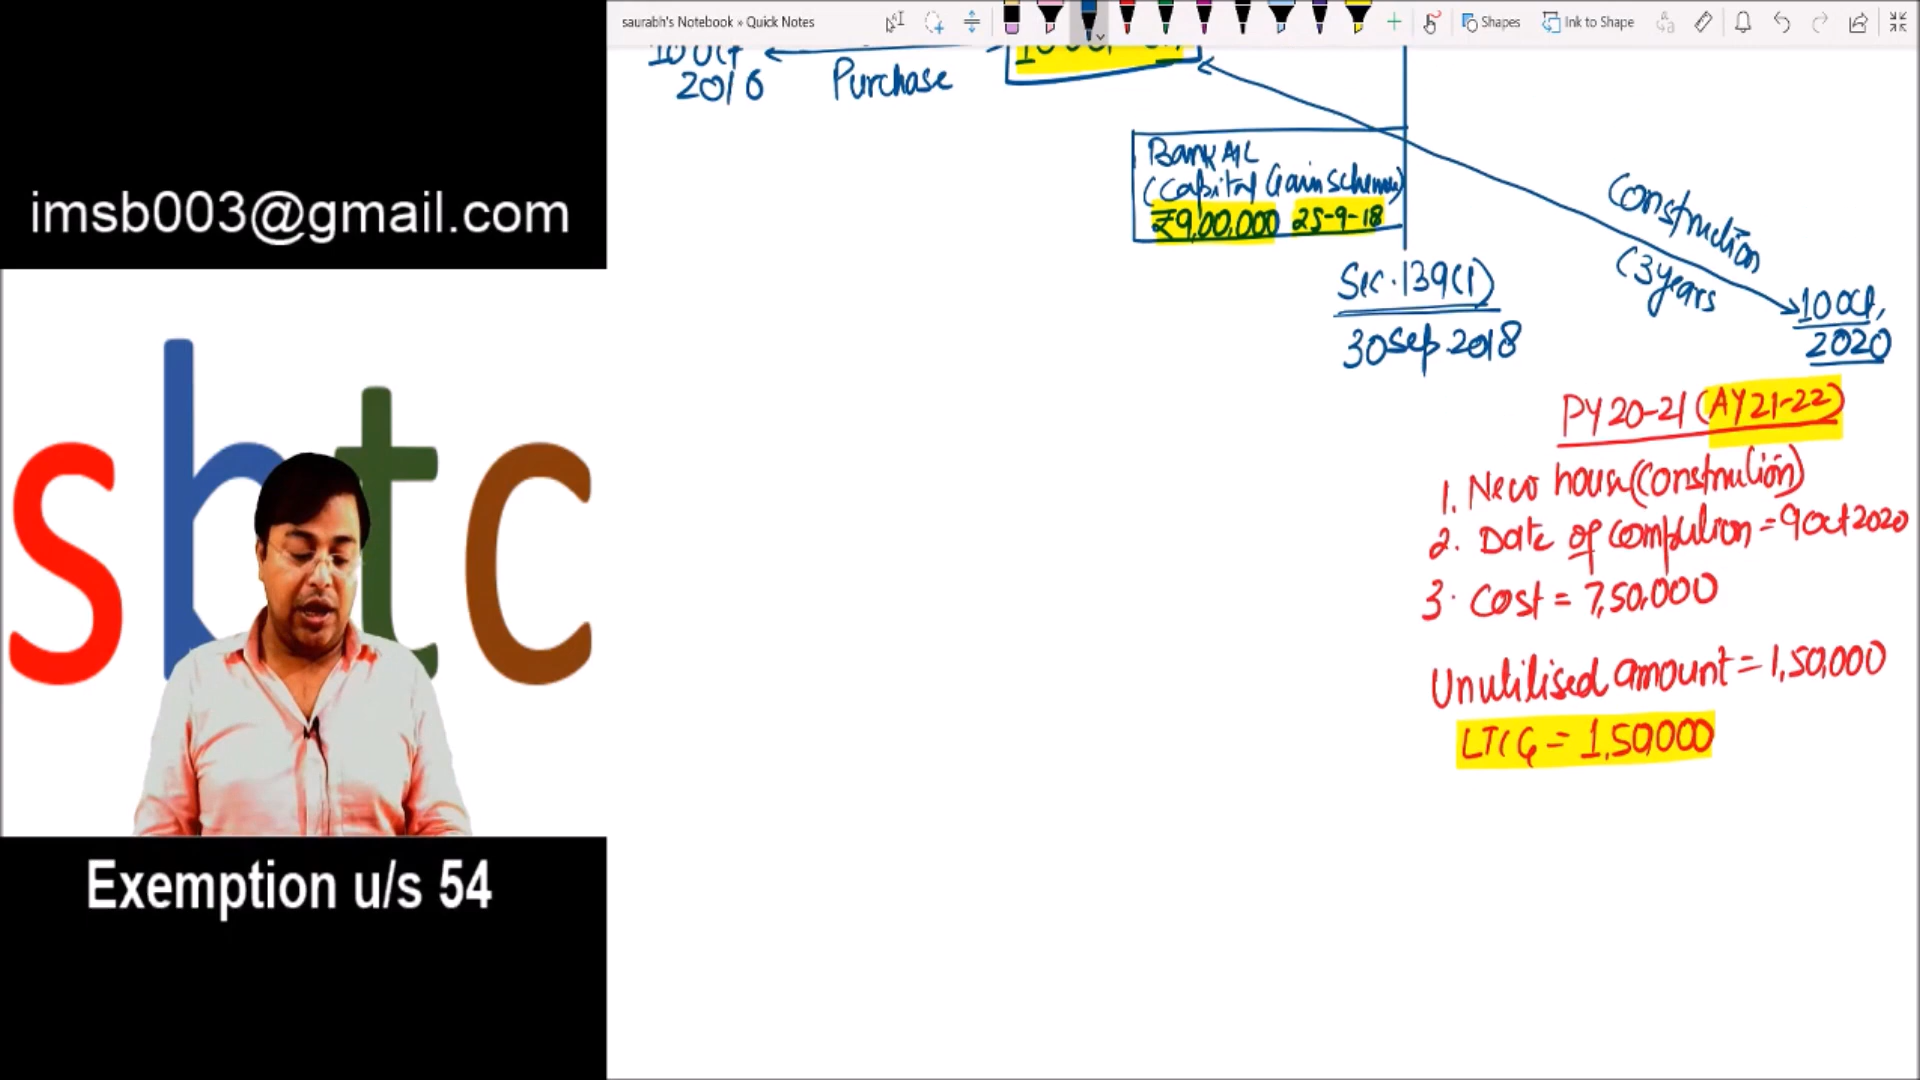 saurabh's Notebook » Quick Notes
Shapes
Ink to Shape
imsb003@gmail.com
sbtc
Exemption u/s 54
10 Oct
2016
Purchase
Bank A/c
(Capital Gain Scheme)
₹9,00,000 25-9-18
Sec. 139(1)
30 Sep 2018
Construction
(3 years
10 Oct,
2020
PY 20-21 (AY 21-22)
1. New house (Construction)
2. Date of completion = 9 Oct 2020
3. Cost = 7,50,000
Unutilised amount = 1,50,000
LTCG = 1,50,000